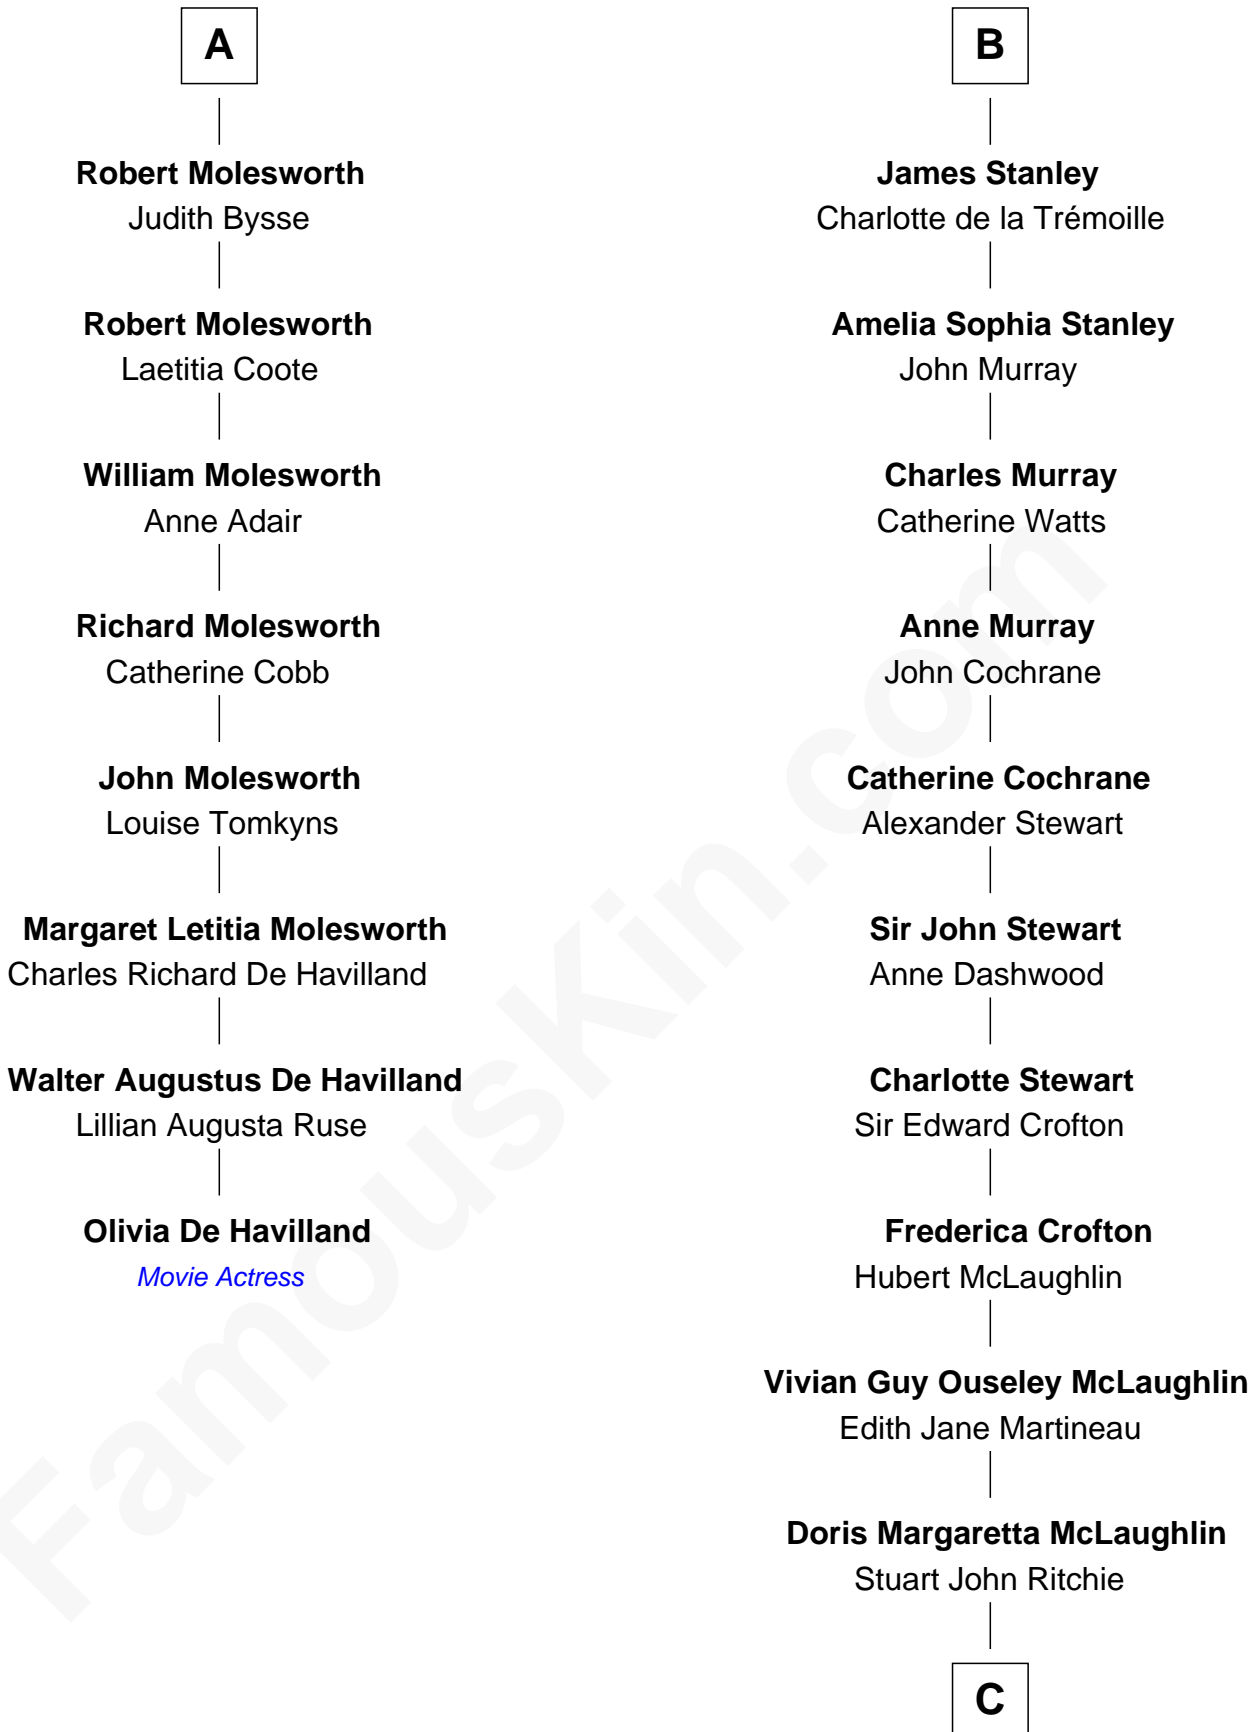 A
Robert Molesworth
Judith Bysse
Robert Molesworth
Laetitia Coote
William Molesworth
Anne Adair
Richard Molesworth
Catherine Cobb
John Molesworth
Louise Tomkyns
Margaret Letitia Molesworth
Charles Richard De Havilland
Walter Augustus De Havilland
Lillian Augusta Ruse
Olivia De Havilland
Movie Actress
B
James Stanley
Charlotte de la Trémoille
Amelia Sophia Stanley
John Murray
Charles Murray
Catherine Watts
Anne Murray
John Cochrane
Catherine Cochrane
Alexander Stewart
Sir John Stewart
Anne Dashwood
Charlotte Stewart
Sir Edward Crofton
Frederica Crofton
Hubert McLaughlin
Vivian Guy Ouseley McLaughlin
Edith Jane Martineau
Doris Margaretta McLaughlin
Stuart John Ritchie
C
FamousKin.com